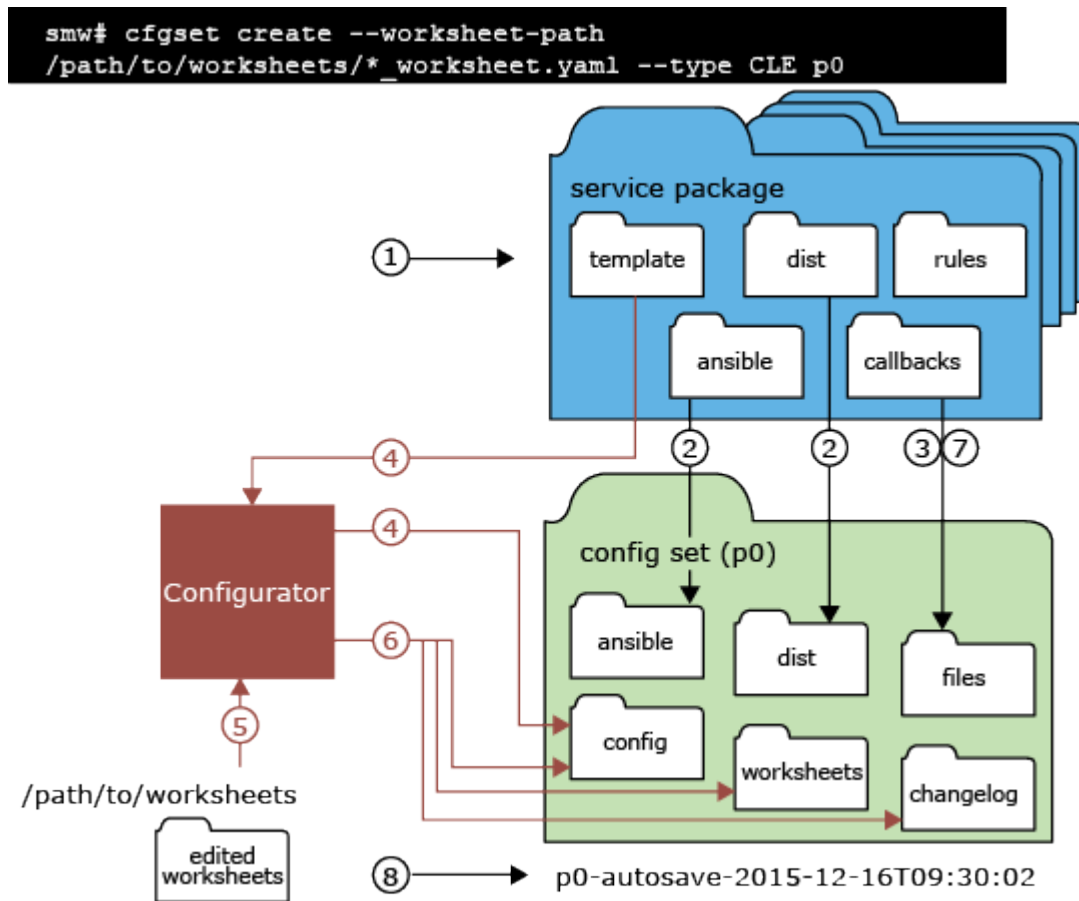 smw# cfgset create --worksheet-path
/path/to/worksheets/*_worksheet.yaml --type CLE p0
service package
template
dist
rules
1
ansible
callbacks
2
2
3
7
4
4
config set (p0)
Configurator
ansible
dist
files
6
5
config
worksheets
changelog
/path/to/worksheets
edited
worksheets
8
p0-autosave-2015-12-16T09:30:02